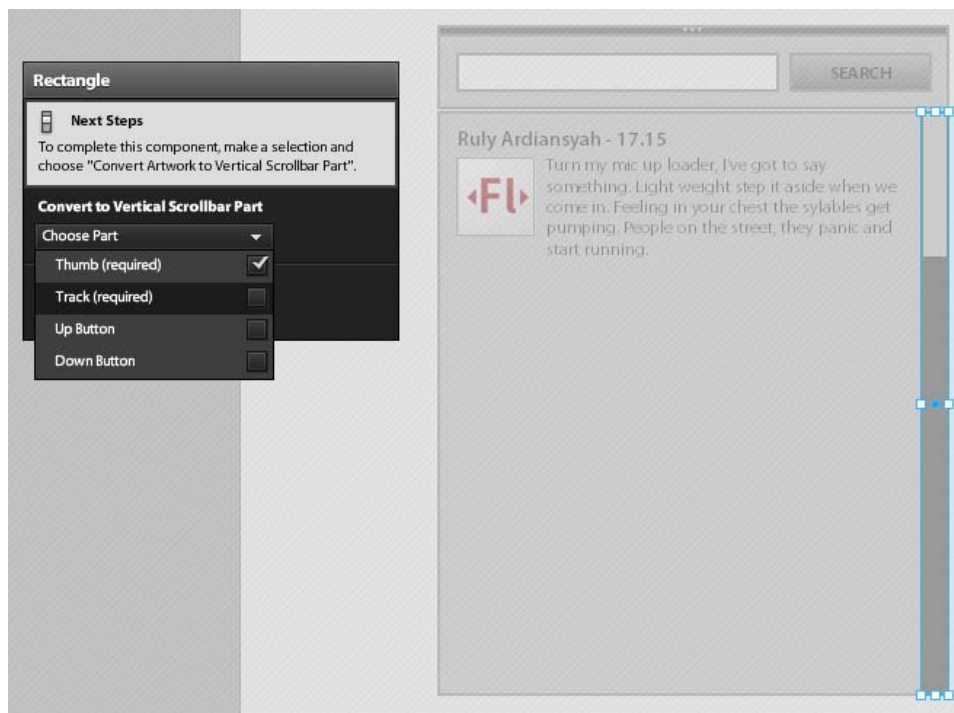 Rectangle
Next Steps
To complete this component, make a selection and
choose "Convert Artwork to Vertical Scrollbar Part".
Convert to Vertical Scrollbar Part
Choose Part
Thumb (required)
Track (required)
Up Button
Down Button
SEARCH
Ruly Ardiansyah - 17.15
Turn my mic up loader, I've got to say
something. Light weight step it aside when we
come in. Feeling in your chest the sylables get
pumping. People on the street, they panic and
start running.
Fl